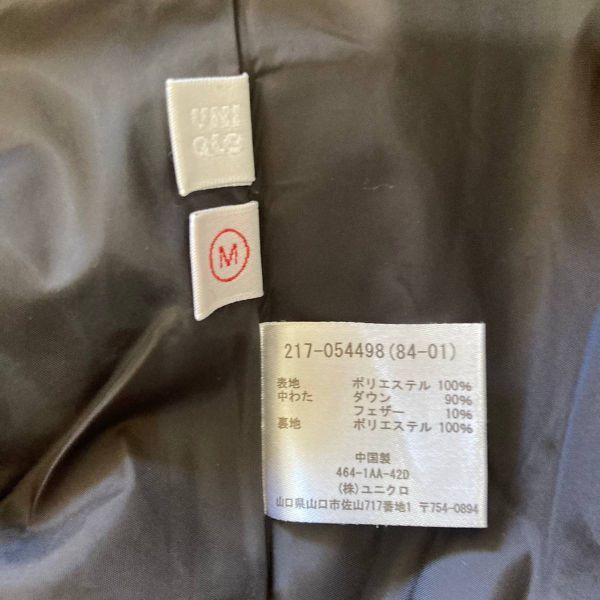 UNI
QLO
M
217-054498(84-01)
表地 ポリエステル 100%
中わた ダウン 90%
フェザー 10%
裏地 ポリエステル 100%
中国製
464-1AA-42D
(株)ユニクロ
山口県山口市佐山717番地1 〒754-0894